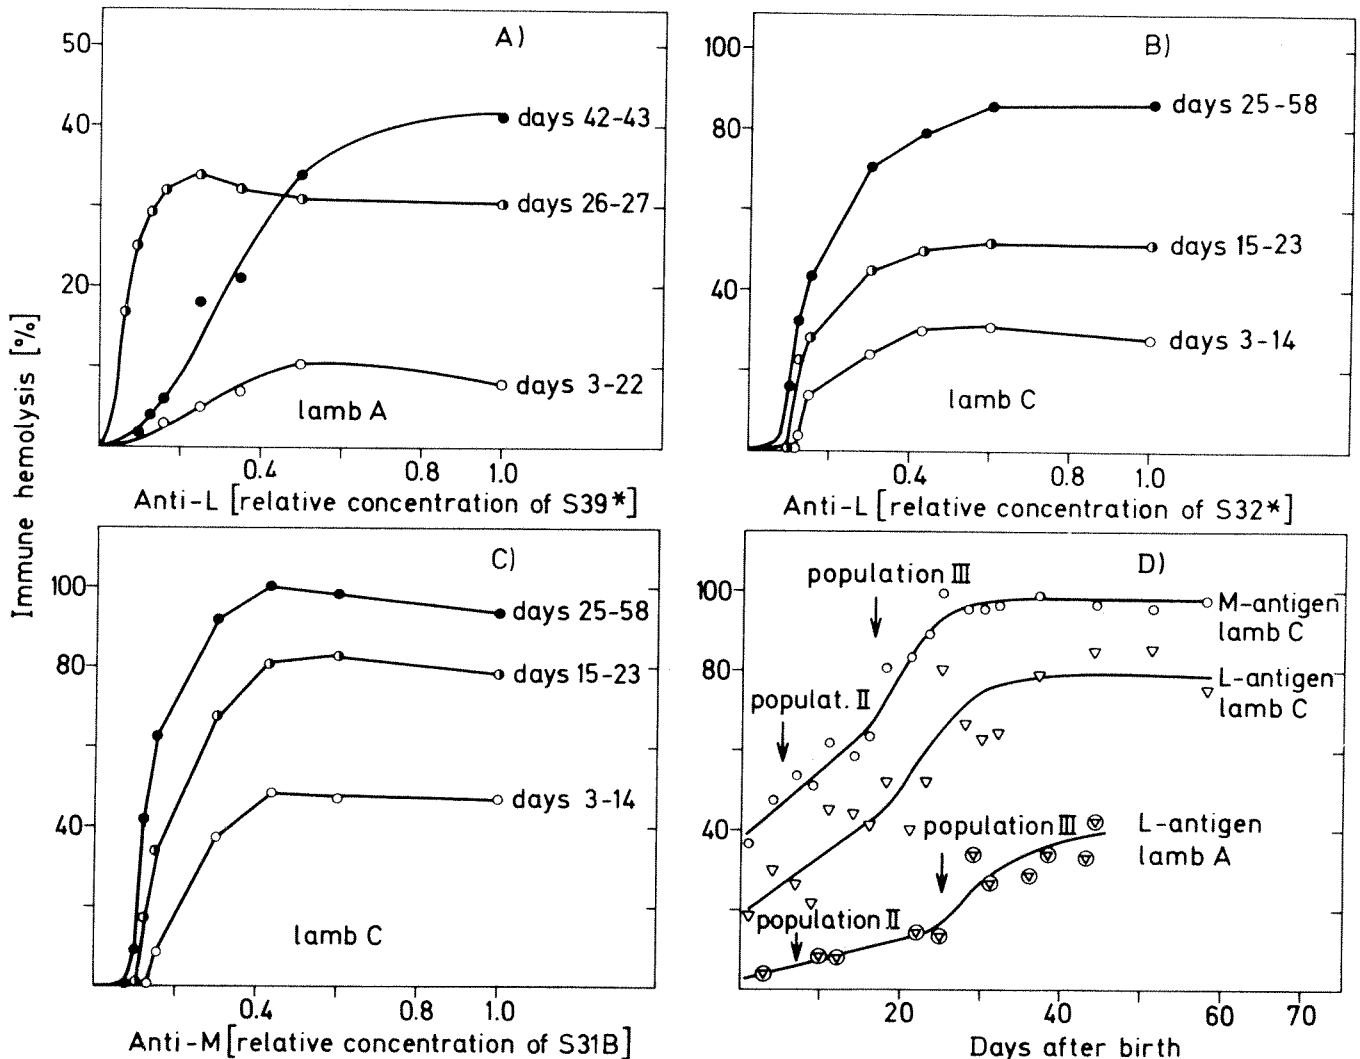 Immune hemolysis [%]
A)
50
40
20
days 42-43
days 26-27
days 3-22
lamb A
0.4 0.8 1.0
Anti-L [relative concentration of S39*]
B)
100
80
40
days 25-58
days 15-23
days 3-14
lamb C
0.4 0.8 1.0
Anti-L [relative concentration of S32*]
C)
100
80
40
days 25-58
days 15-23
days 3-14
lamb C
0.4 0.8 1.0
Anti-M [relative concentration of S31B]
D)
100
80
40
population III
populat. II
M-antigen
lamb C
L-antigen
lamb C
population III
L-antigen
lamb A
population II
20 40 60 70
Days after birth